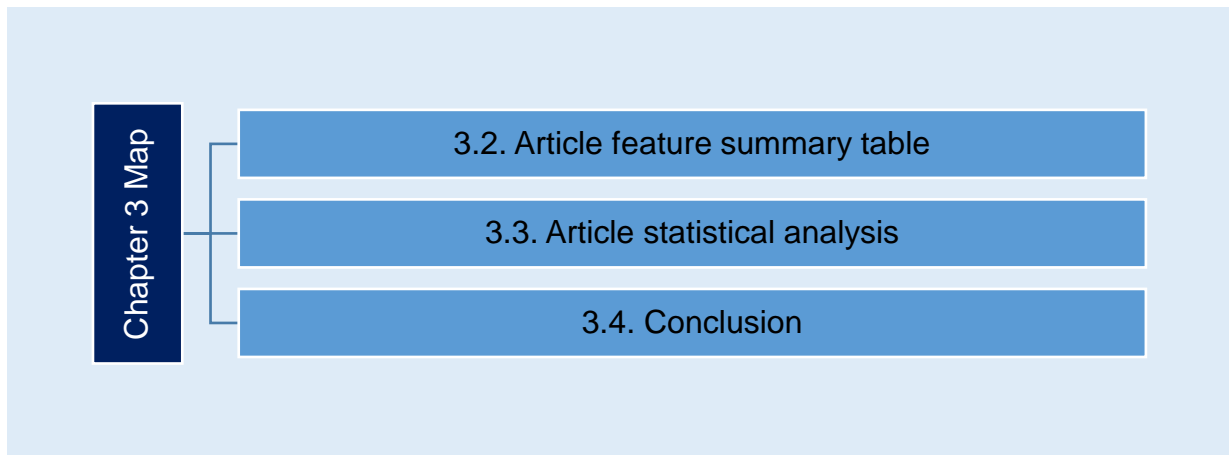 Chapter 3 Map
3.2. Article feature summary table
3.3. Article statistical analysis
3.4. Conclusion